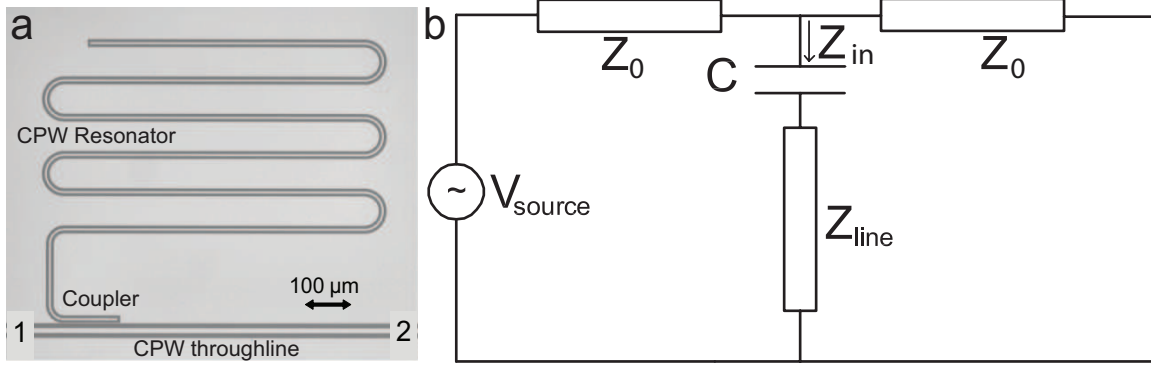 a
CPW Resonator
100 µm
Coupler
1
2
CPW throughline
b
Z0
Zin
Z0
C
~
Vsource
Zline